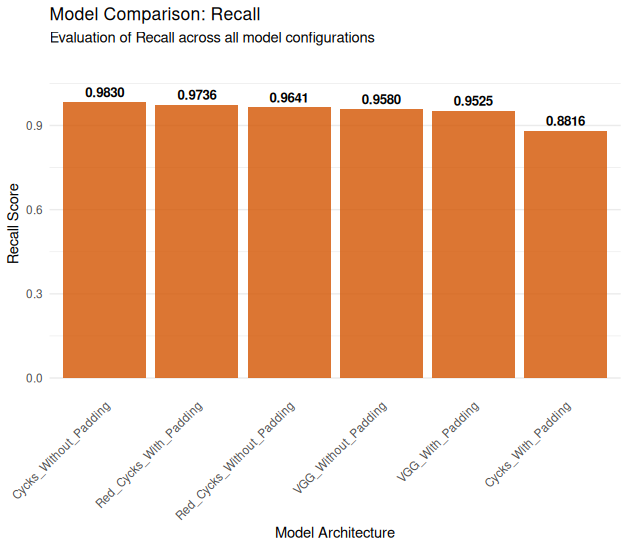 Model Comparison: Recall
Evaluation of Recall across all model configurations
0.9830
0.9736
0.9641
0.9580
0.9525
0.8816
0.9
0.6
0.3
0.0
Recall Score
Cycks_Without_Padding
Red_Cycks_With_Padding
Red_Cycks_Without_Padding
VGG_Without_Padding
VGG_With_Padding
Cycks_With_Padding
Model Architecture